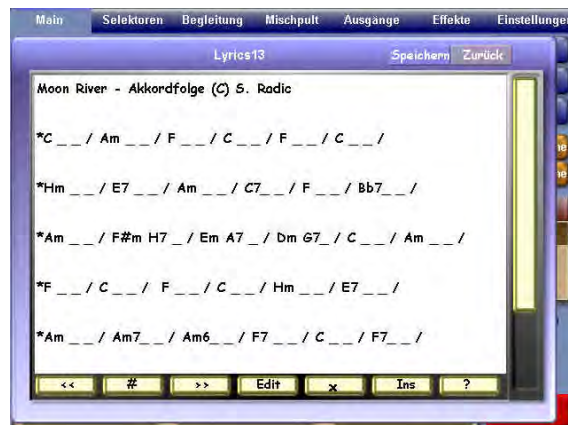 Main Selektoren Begleitung Mischpult Ausgänge Effekte Einstellungen
Lyrics13 Speichern Zurück
Moon River - Akkordfolge (C) S. Radic
*C _ _ / Am _ _ / F _ _ / C _ _ / F _ _ / C _ _ /
*Hm _ _ / E7 _ _ / Am _ _ / C7_ _ / F _ _ / Bb7_ _ /
*Am _ _ / F#m H7 _ / Em A7 _ / Dm G7_ / C _ _ / Am _ _ /
*F _ _ / C _ _ / F _ _ / C _ _ / Hm _ _ / E7 _ _ /
*Am _ _ / Am7_ _ / Am6_ _ / F7 _ _ / C _ _ / F7_ _ /
<< # >> Edit x Ins ?